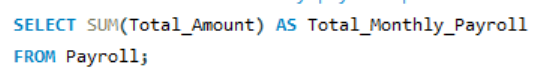 SELECT SUM(Total_Amount) AS Total_Monthly_Payroll
FROM Payroll;